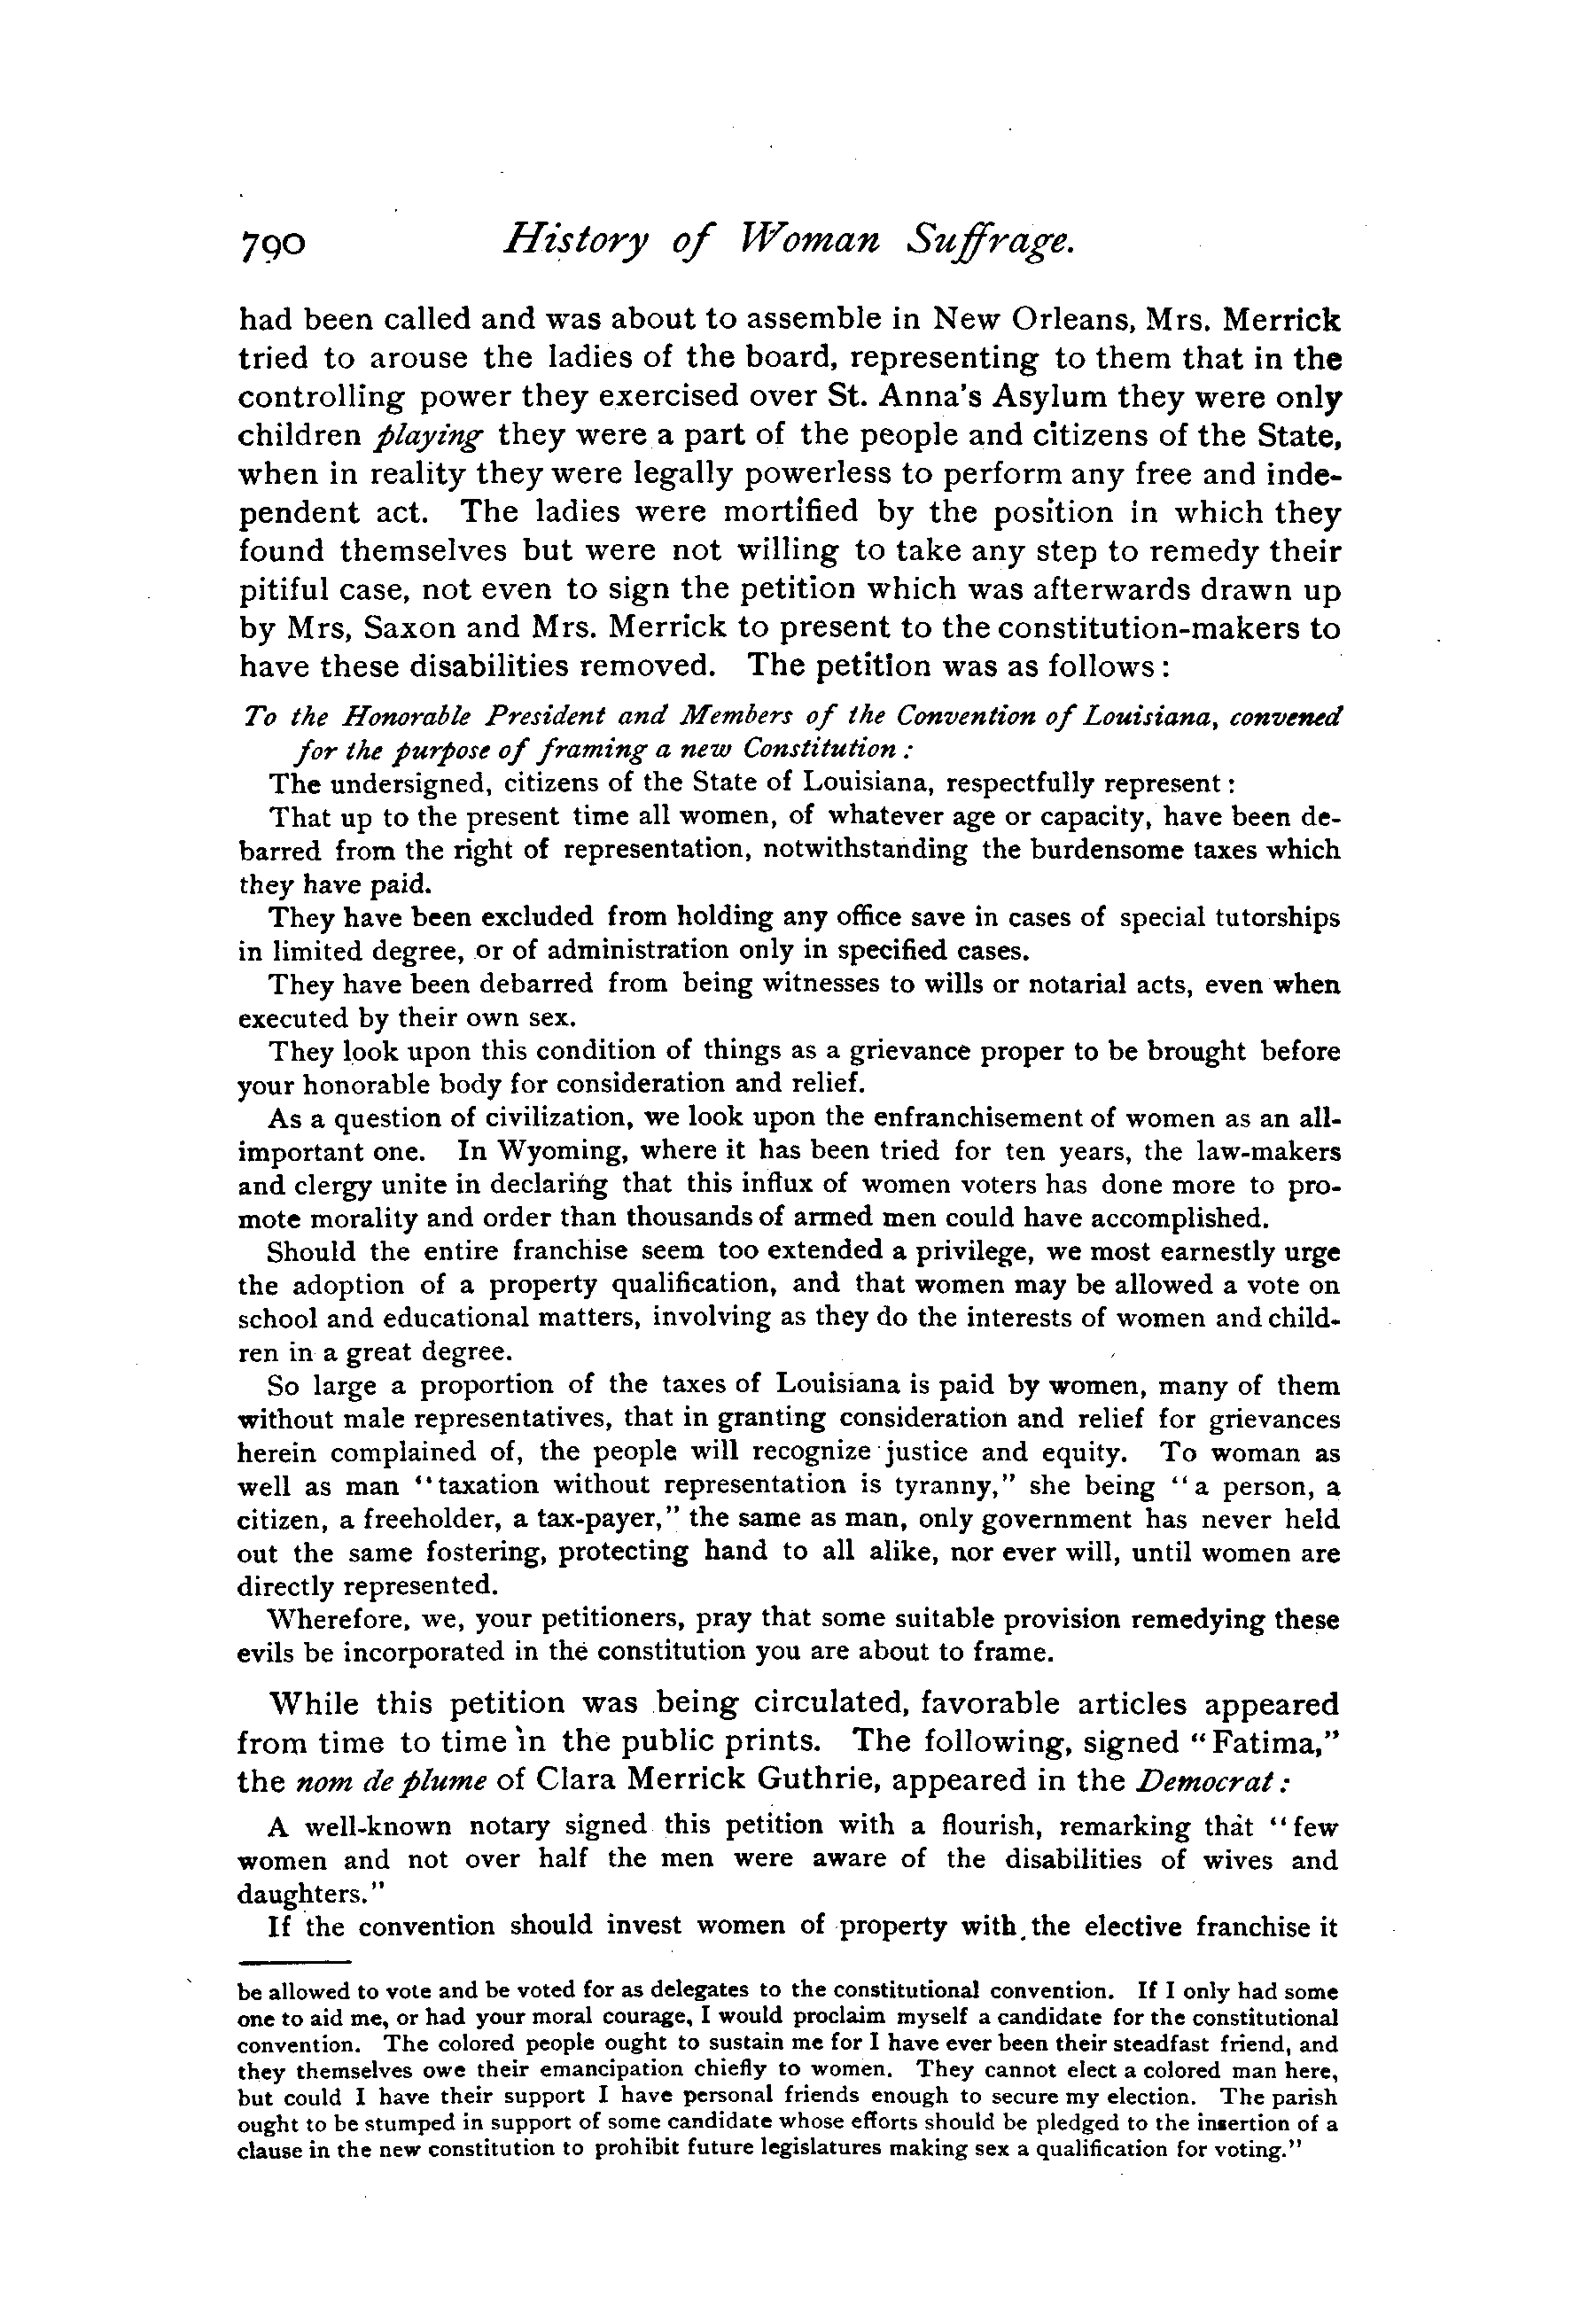 790 History of Woman Suffrage.
had been called and was about to assemble in New Orleans, Mrs. Merrick
tried to arouse the ladies of the board, representing to them that in the
controlling power they exercised over St. Anna's Asylum they were only
children playing they were a part of the people and citizens of the State,
when in reality they were legally powerless to perform any free and inde-
pendent act. The ladies were mortified by the position in which they
found themselves but were not willing to take any step to remedy their
pitiful case, not even to sign the petition which was afterwards drawn up
by Mrs, Saxon and Mrs. Merrick to present to the constitution-makers to
have these disabilities removed. The petition was as follows:
To the Honorable President and Members of the Convention of Louisiana, convened
for the purpose of framing a new Constitution:
The undersigned, citizens of the State of Louisiana, respectfully represent:
That up to the present time all women, of whatever age or capacity, have been de-
barred from the right of representation, notwithstanding the burdensome taxes which
they have paid.
They have been excluded from holding any office save in cases of special tutorships
in limited degree, or of administration only in specified cases.
They have been debarred from being witnesses to wills or notarial acts, even when
executed by their own sex.
They look upon this condition of things as a grievance proper to be brought before
your honorable body for consideration and relief.
As a question of civilization, we look upon the enfranchisement of women as an all-
important one. In Wyoming, where it has been tried for ten years, the law-makers
and clergy unite in declaring that this influx of women voters has done more to pro-
mote morality and order than thousands of armed men could have accomplished.
Should the entire franchise seem too extended a privilege, we most earnestly urge
the adoption of a property qualification, and that women may be allowed a vote on
school and educational matters, involving as they do the interests of women and child-
ren in a great degree.
So large a proportion of the taxes of Louisiana is paid by women, many of them
without male representatives, that in granting consideration and relief for grievances
herein complained of, the people will recognize justice and equity. To woman as
well as man "taxation without representation is tyranny," she being "a person, a
citizen, a freeholder, a tax-payer," the same as man, only government has never held
out the same fostering, protecting hand to all alike, nor ever will, until women are
directly represented.
Wherefore, we, your petitioners, pray that some suitable provision remedying these
evils be incorporated in the constitution you are about to frame.
While this petition was being circulated, favorable articles appeared
from time to time in the public prints. The following, signed "Fatima,"
the nom de plume of Clara Merrick Guthrie, appeared in the Democrat:
A well-known notary signed this petition with a flourish, remarking that "few
women and not over half the men were aware of the disabilities of wives and
daughters."
If the convention should invest women of property with the elective franchise it
be allowed to vote and be voted for as delegates to the constitutional convention. If I only had some
one to aid me, or had your moral courage, I would proclaim myself a candidate for the constitutional
convention. The colored people ought to sustain me for I have ever been their steadfast friend, and
they themselves owe their emancipation chiefly to women. They cannot elect a colored man here,
but could I have their support I have personal friends enough to secure my election. The parish
ought to be stumped in support of some candidate whose efforts should be pledged to the insertion of a
clause in the new constitution to prohibit future legislatures making sex a qualification for voting."